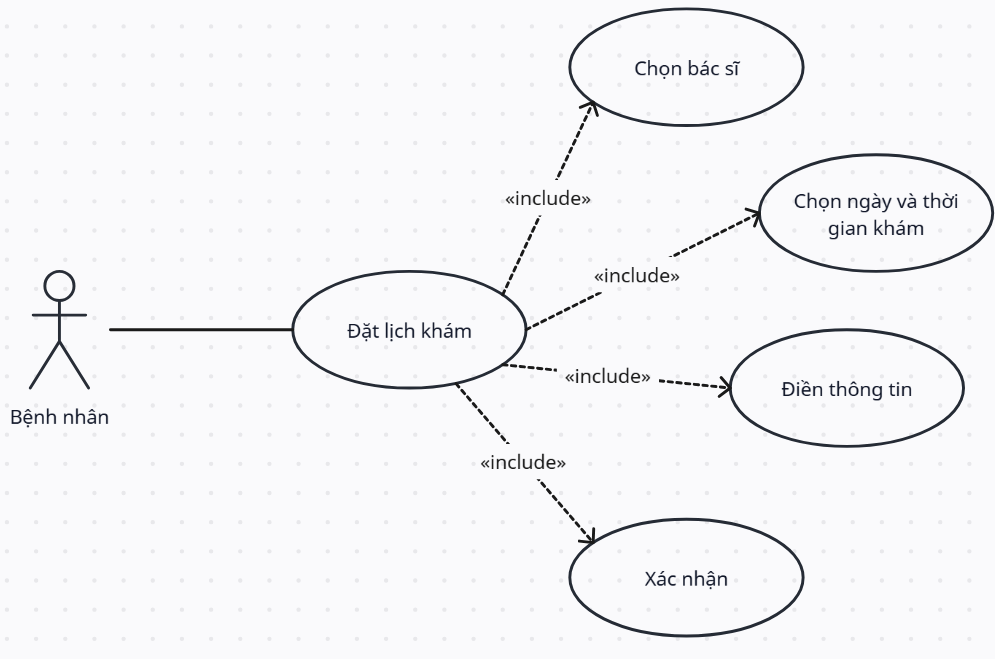 Chọn bác sĩ
«include»
Chọn ngày và thời
gian khám
«include»
Đặt lịch khám
«include»
Điền thông tin
Bệnh nhân
«include»
Xác nhận